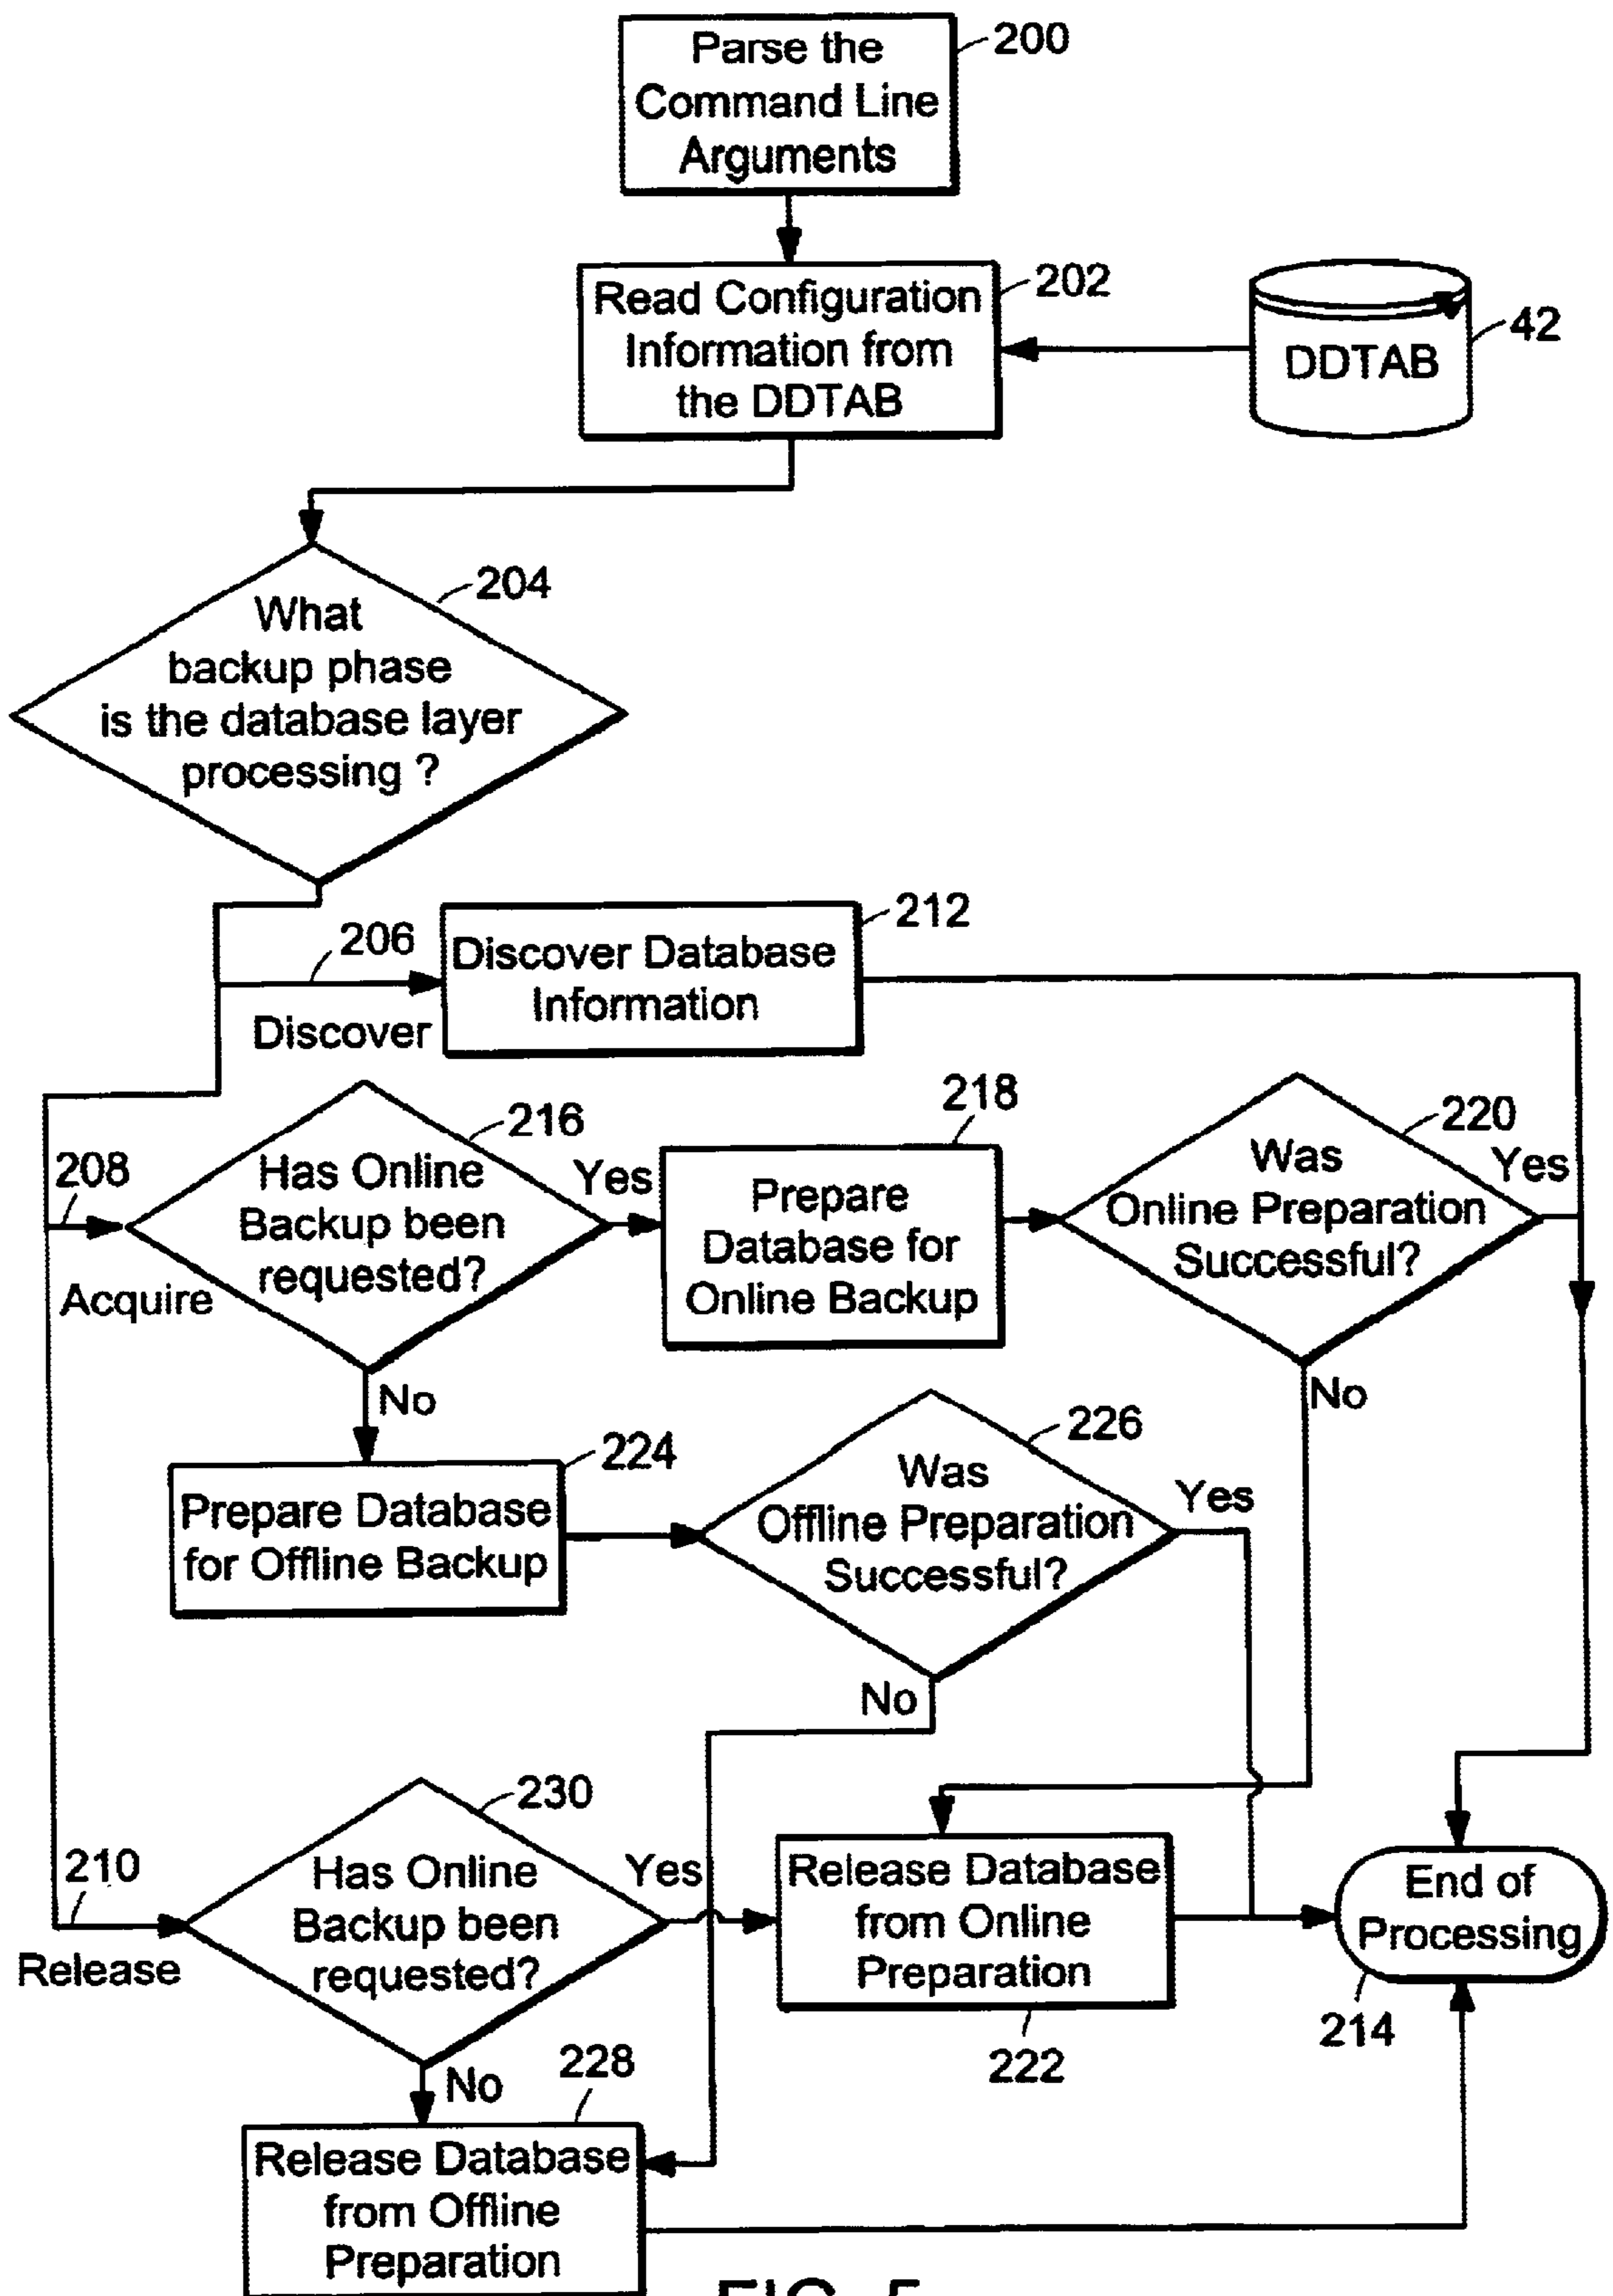 Parse the
Command Line
Arguments
200
Read Configuration
Information from
the DDTAB
202
DDTAB
42
What
backup phase
is the database layer
processing ?
204
206
Discover
Discover Database
Information
212
208
Acquire
Has Online
Backup been
requested?
216
Yes
No
Prepare
Database for
Online Backup
218
Was
Online Preparation
Successful?
220
Yes
No
Prepare Database
for Offline Backup
224
Was
Offline Preparation
Successful?
226
Yes
No
210
Release
Has Online
Backup been
requested?
230
Yes
No
Release Database
from Online
Preparation
222
End of
Processing
214
Release Database
from Offline
Preparation
228
FIG. 5